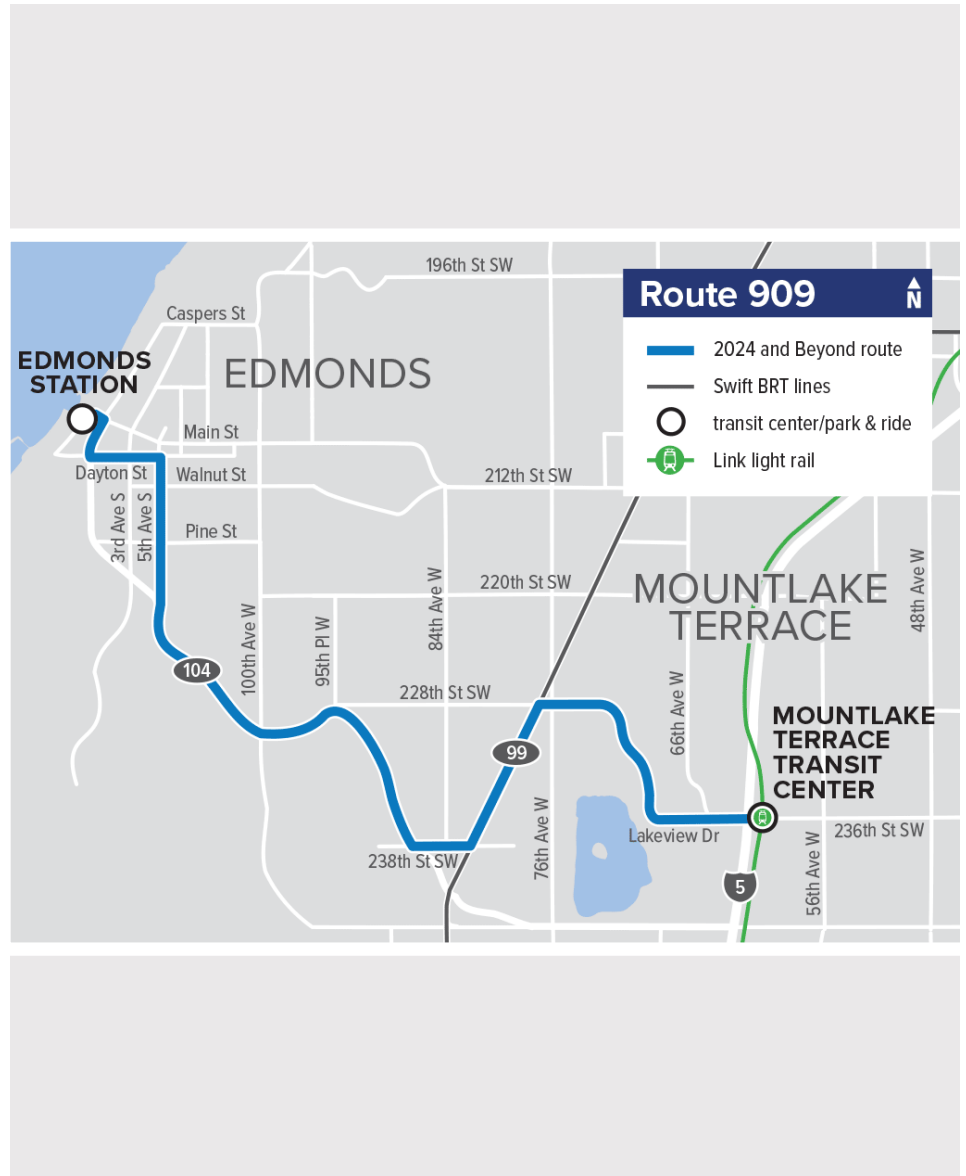 196th St SW
Route 909
N
2024 and Beyond route
Swift BRT lines
transit center/park & ride
Link light rail
Caspers St
EDMONDS
STATION
EDMONDS
Main St
Dayton St
Walnut St
212th St SW
3rd Ave S
5th Ave S
Pine St
220th St SW
84th Ave W
MOUNTLAKE
TERRACE
48th Ave W
100th Ave W
95th Pl W
104
228th St SW
66th Ave W
99
MOUNTLAKE
TERRACE
TRANSIT
CENTER
76th Ave W
Lakeview Dr
236th St SW
238th St SW
5
56th Ave W